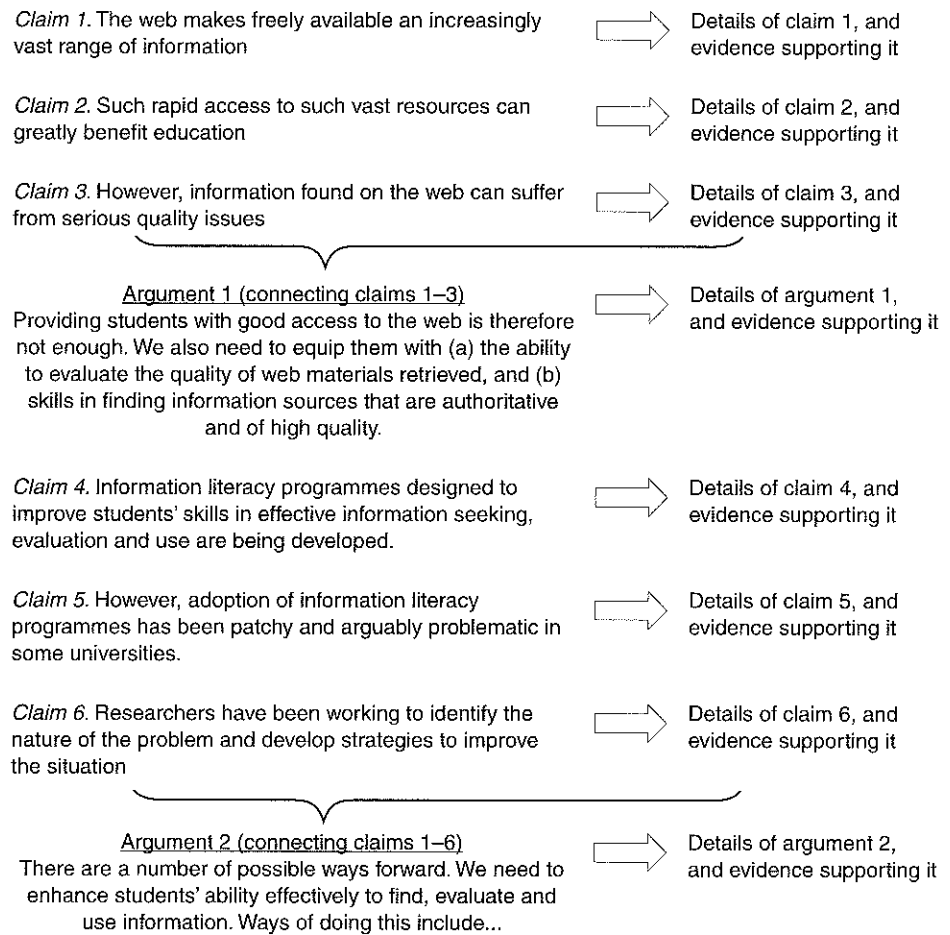 Claim 1. The web makes freely available an increasingly
vast range of information
Details of claim 1, and
evidence supporting it
Claim 2. Such rapid access to such vast resources can
greatly benefit education
Details of claim 2, and
evidence supporting it
Claim 3. However, information found on the web can suffer
from serious quality issues
Details of claim 3, and
evidence supporting it
Argument 1 (connecting claims 1–3)
Providing students with good access to the web is therefore
not enough. We also need to equip them with (a) the ability
to evaluate the quality of web materials retrieved, and (b)
skills in finding information sources that are authoritative
and of high quality.
Details of argument 1,
and evidence supporting it
Claim 4. Information literacy programmes designed to
improve students' skills in effective information seeking,
evaluation and use are being developed.
Details of claim 4, and
evidence supporting it
Claim 5. However, adoption of information literacy
programmes has been patchy and arguably problematic in
some universities.
Details of claim 5, and
evidence supporting it
Claim 6. Researchers have been working to identify the
nature of the problem and develop strategies to improve
the situation
Details of claim 6, and
evidence supporting it
Argument 2 (connecting claims 1–6)
There are a number of possible ways forward. We need to
enhance students' ability effectively to find, evaluate and
use information. Ways of doing this include...
Details of argument 2,
and evidence supporting it